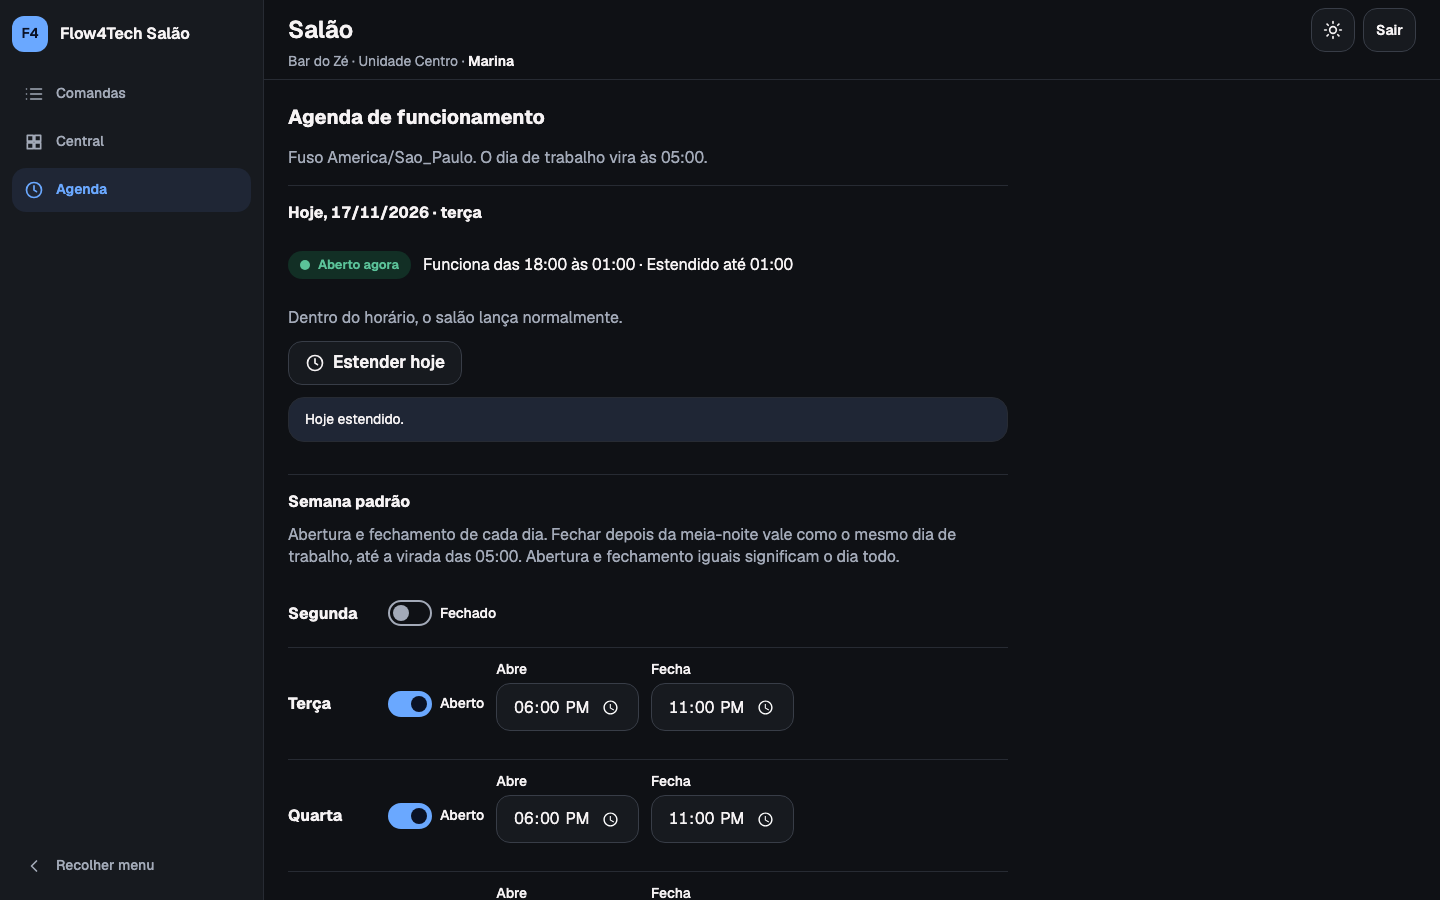 F4 Flow4Tech Salão
Comandas
Central
Agenda
Recolher menu
Salão
Bar do Zé · Unidade Centro · Marina
Sair
Agenda de funcionamento
Fuso America/Sao_Paulo. O dia de trabalho vira às 05:00.
Hoje, 17/11/2026 · terça
Aberto agora Funciona das 18:00 às 01:00 · Estendido até 01:00
Dentro do horário, o salão lança normalmente.
Estender hoje
Hoje estendido.
Semana padrão
Abertura e fechamento de cada dia. Fechar depois da meia-noite vale como o mesmo dia de
trabalho, até a virada das 05:00. Abertura e fechamento iguais significam o dia todo.
Segunda Fechado
Abre Fecha
Terça Aberto 06:00 PM 11:00 PM
Abre Fecha
Quarta Aberto 06:00 PM 11:00 PM
Abre Fecha